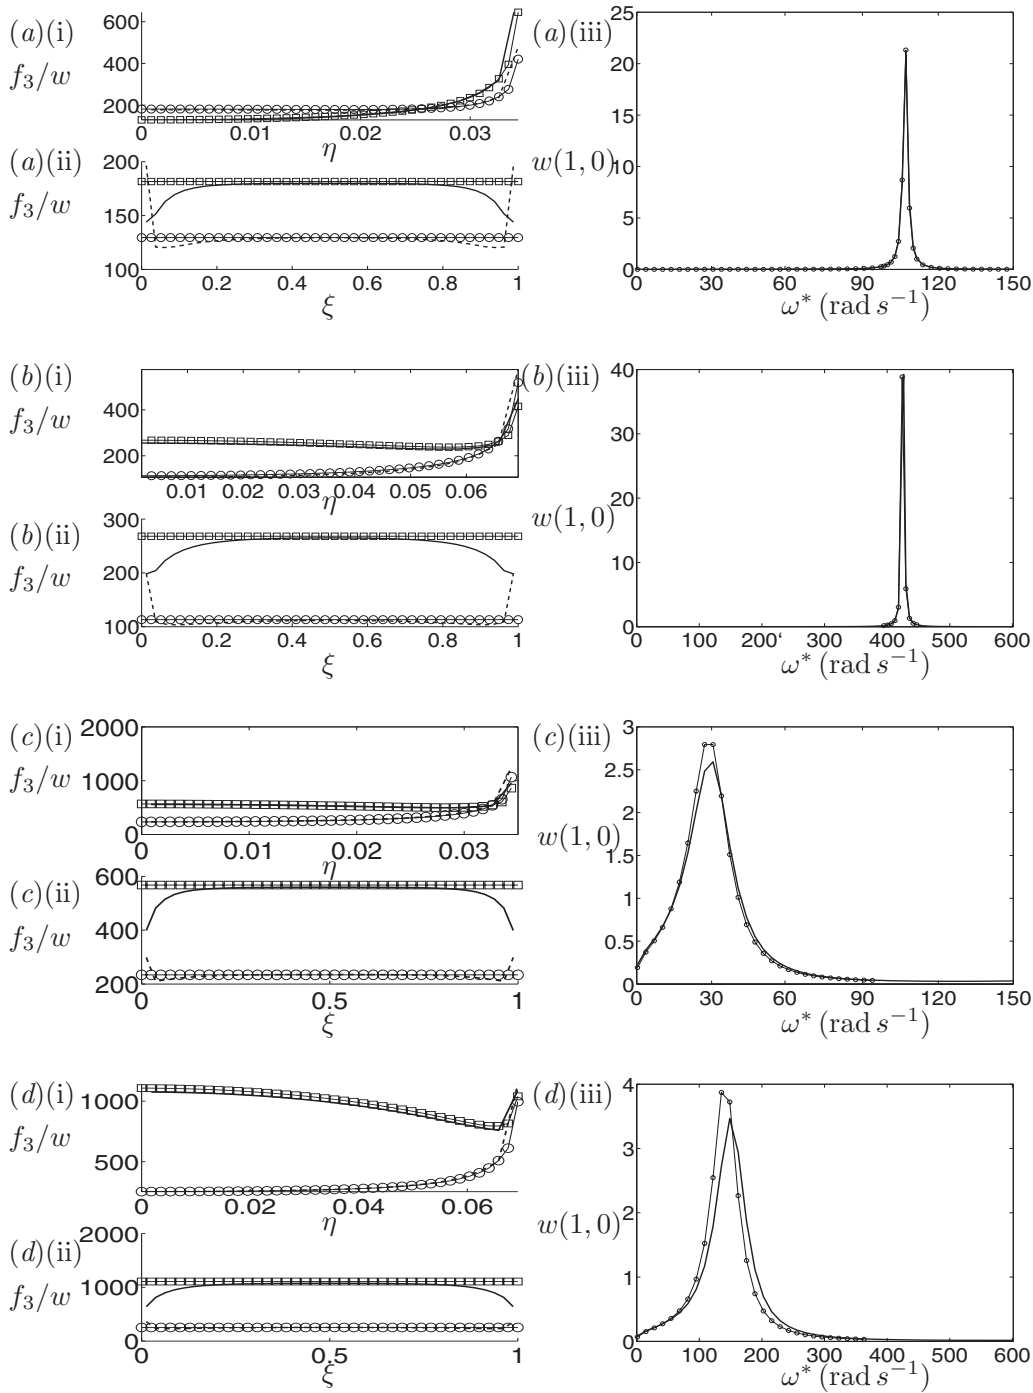 (a)(i)
f₃/w
600
400
200
0 0.01 0.02 0.03
η
(a)(ii)
f₃/w
200
150
100
0 0.2 0.4 0.6 0.8 1
ξ
(a)(iii)
w(1, 0)
25
20
15
10
5
0
0 30 60 90 120 150
ω* (rad s⁻¹)
(b)(i)
f₃/w
400
200
0.01 0.02 0.03 0.04 0.05 0.06
η
(b)(ii)
f₃/w
300
200
100
0 0.2 0.4 0.6 0.8 1
ξ
(b)(iii)
w(1, 0)
40
30
20
10
0
0 100 200‘ 300 400 500 600
ω* (rad s⁻¹)
(c)(i)
f₃/w
2000
1000
0
0 0.01 0.02 0.03
η
(c)(ii)
f₃/w
600
400
200
0 0.5 1
ξ
(c)(iii)
w(1, 0)
3
2.5
2
1.5
1
0.5
0
0 30 60 90 120 150
ω* (rad s⁻¹)
(d)(i)
f₃/w
1000
500
0 0.02 0.04 0.06
η
(d)(ii)
f₃/w
2000
1000
0
0 0.2 0.4 0.6 0.8 1
ξ
(d)(iii)
w(1, 0)
4
3
2
1
0
0 100 200 300 400 600
ω* (rad s⁻¹)